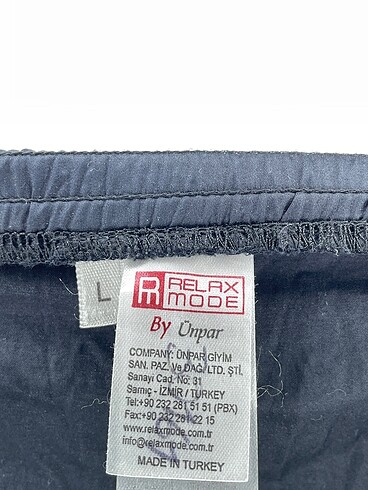 L
RM RELAX
MODE
By Ünpar
COMPANY: ÜNPAR GİYİM
SAN. PAZ. Ve DAĞ. LTD. ŞTİ.
Sanayi Cad. No: 31
Sarnıç - İZMİR / TURKEY
Tel:+90 232 281 51 51 (PBX)
Fax:+90 232 281 22 15
www.relaxmode.com
info@relaxmode.com
MADE IN TURKEY